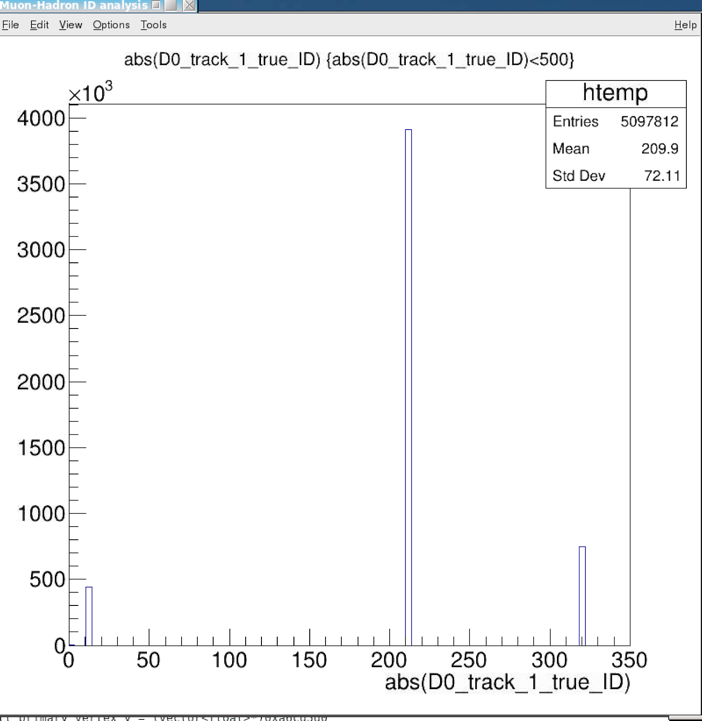 Muon-Hadron ID analysis
File Edit View Options Tools Help
abs(D0_track_1_true_ID) {abs(D0_track_1_true_ID)<500}
×10³
htemp
Entries 5097812
Mean 209.9
Std Dev 72.11
4000
3500
3000
2500
2000
1500
1000
500
0
0 50 100 150 200 250 300 350
abs(D0_track_1_true_ID)